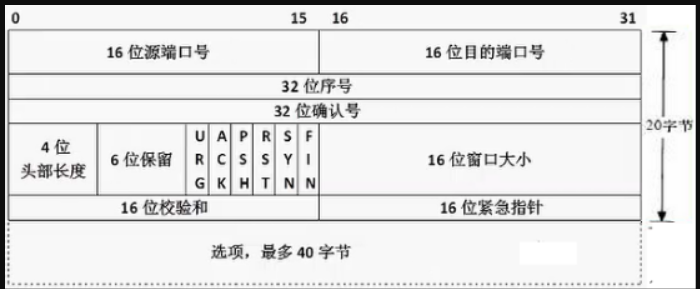 0 15 16 31
16 位源端口号 16 位目的端口号
32 位序号
32 位确认号
4 位
头部长度
6 位保留
URG
ACK
PSH
RST
SYN
FIN
16 位窗口大小
20字节
16 位校验和 16 位紧急指针
选项，最多 40 字节